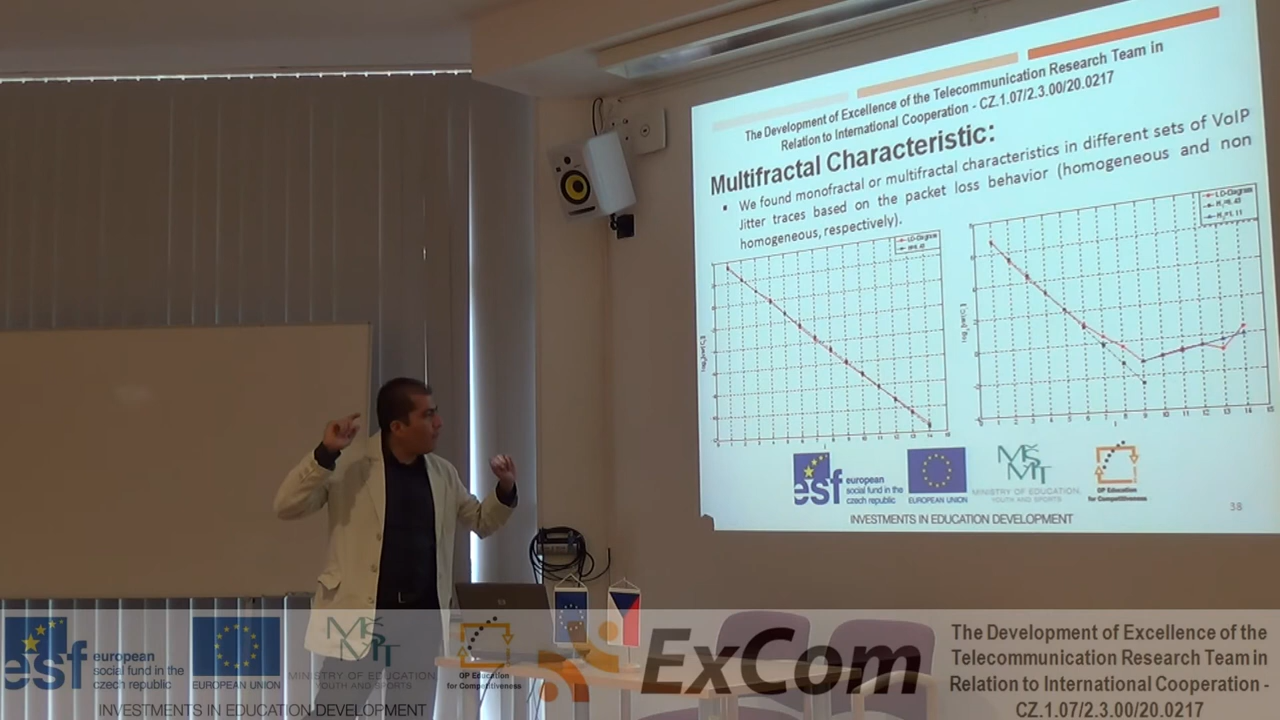 The Development of Excellence of the Telecommunication Research Team in
Relation to International Cooperation - CZ.1.07/2.3.00/20.0217
Multifractal Characteristic:
We found monofractal or multifractal characteristics in different sets of VoIP
Jitter traces based on the packet loss behavior (homogeneous and non
homogeneous, respectively).
LD-Diagram
LD-Diagram
esf european
social fund in the
czech republic
EUROPEAN UNION
MINISTRY OF EDUCATION,
YOUTH AND SPORTS
OP Education
for Competitiveness
INVESTMENTS IN EDUCATION DEVELOPMENT
38
esf european
social fund in the
czech republic
EUROPEAN UNION
MINISTRY OF EDUCATION,
YOUTH AND SPORTS
OP Education
for Competitiveness
INVESTMENTS IN EDUCATION DEVELOPMENT
ExCom
The Development of Excellence of the
Telecommunication Research Team in
Relation to International Cooperation -
CZ.1.07/2.3.00/20.0217